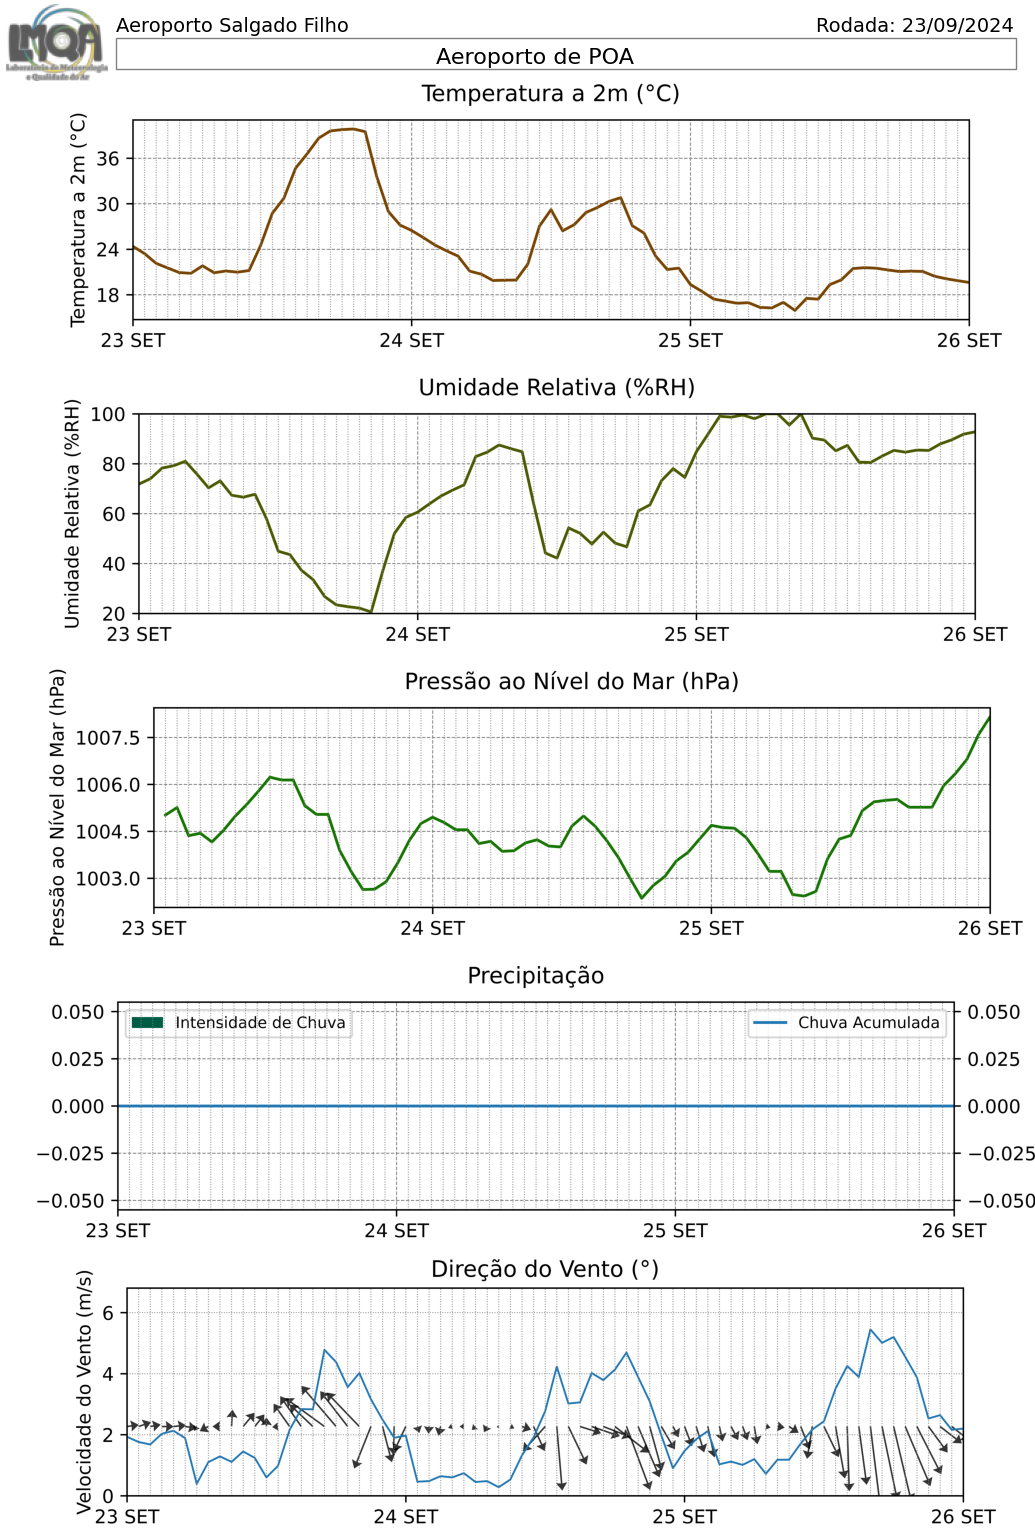 LMQA
Laboratório de Meteorologia
e Qualidade do Ar
Aeroporto Salgado Filho
Rodada: 23/09/2024
Aeroporto de POA
Temperatura a 2m (°C)
Temperatura a 2m (°C)
36
30
24
18
23 SET
24 SET
25 SET
26 SET
Umidade Relativa (%RH)
Umidade Relativa (%RH)
100
80
60
40
20
23 SET
24 SET
25 SET
26 SET
Pressão ao Nível do Mar (hPa)
Pressão ao Nível do Mar (hPa)
1007.5
1006.0
1004.5
1003.0
23 SET
24 SET
25 SET
26 SET
Precipitação
0.050
0.025
0.000
−0.025
−0.050
Intensidade de Chuva
Chuva Acumulada
0.050
0.025
0.000
−0.025
−0.050
23 SET
24 SET
25 SET
26 SET
Direção do Vento (°)
Velocidade do Vento (m/s)
6
4
2
0
23 SET
24 SET
25 SET
26 SET